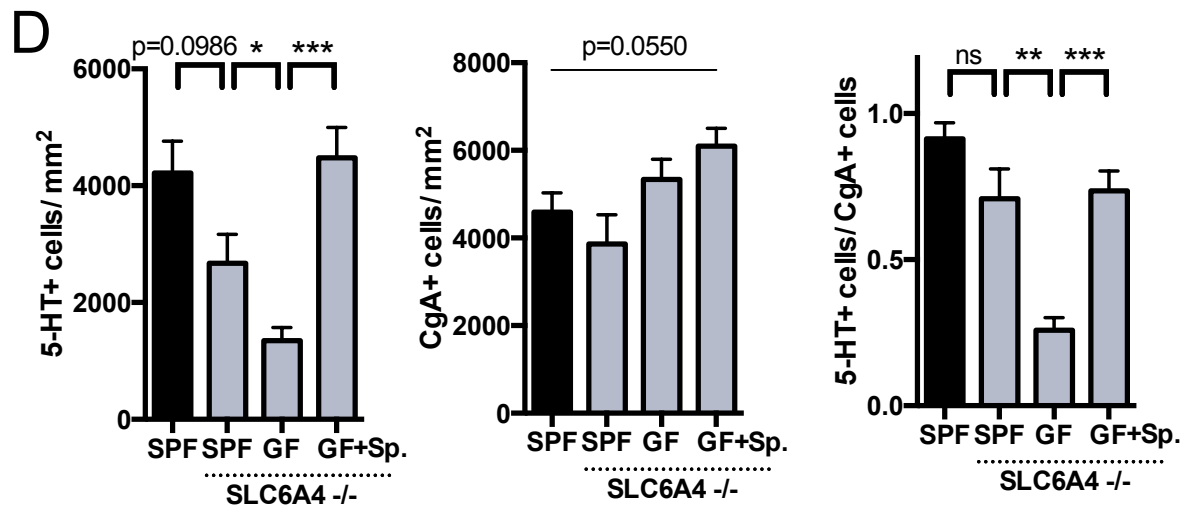 D
p=0.0986 * ***
5-HT+ cells/ mm²
6000
4000
2000
0
SPF SPF GF GF+Sp.
SLC6A4 -/-
p=0.0550
CgA+ cells/ mm²
8000
6000
4000
2000
0
SPF SPF GF GF+Sp.
SLC6A4 -/-
ns ** ***
5-HT+ cells/ CgA+ cells
1.0
0.5
0.0
SPF SPF GF GF+Sp.
SLC6A4 -/-